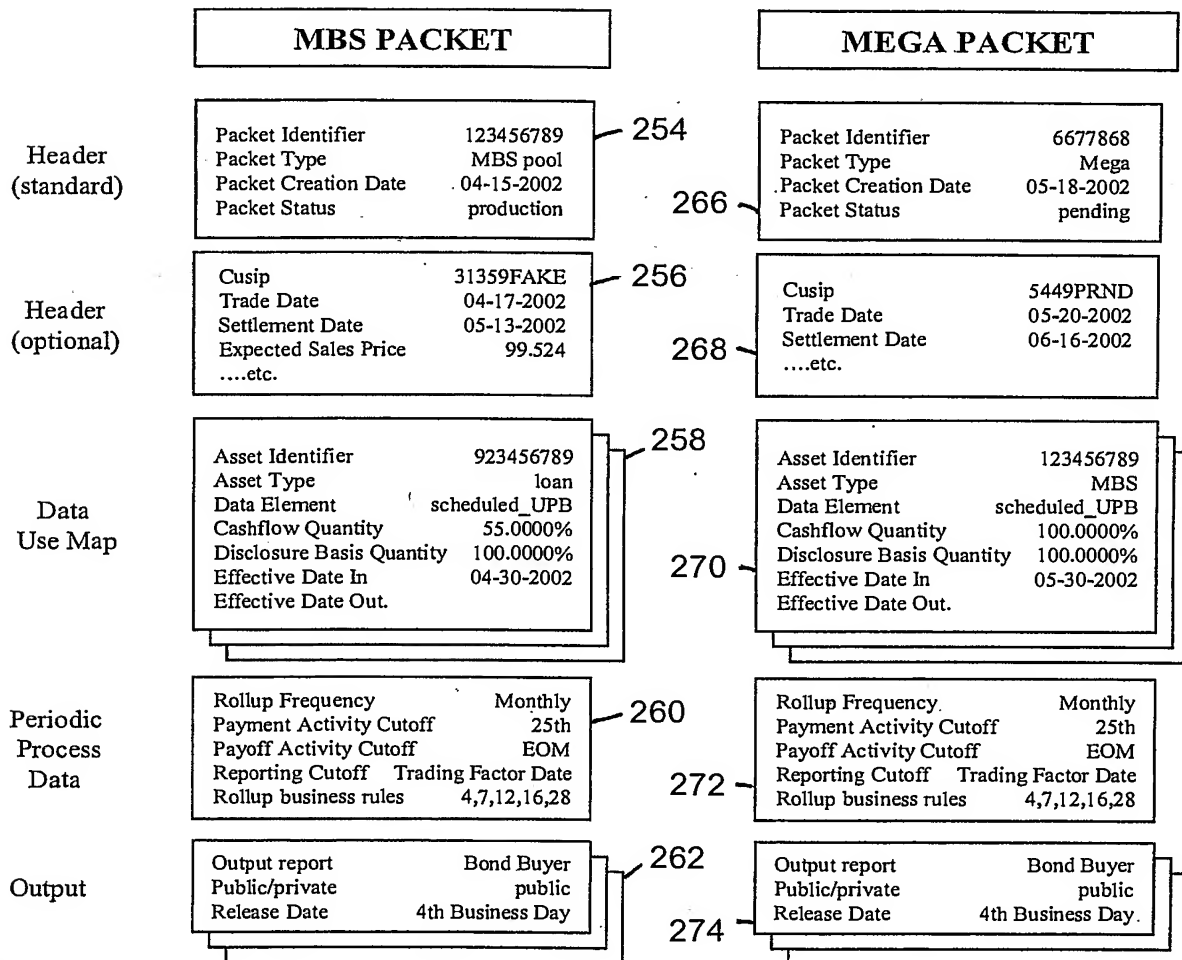 MBS PACKET
MEGA PACKET
Header
(standard)
Packet Identifier 123456789
Packet Type MBS pool
Packet Creation Date 04-15-2002
Packet Status production
254
Packet Identifier 6677868
Packet Type Mega
Packet Creation Date 05-18-2002
Packet Status pending
266
Header
(optional)
Cusip 31359FAKE
Trade Date 04-17-2002
Settlement Date 05-13-2002
Expected Sales Price 99.524
....etc.
256
Cusip 5449PRND
Trade Date 05-20-2002
Settlement Date 06-16-2002
....etc.
268
Data
Use Map
Asset Identifier 923456789
Asset Type loan
Data Element scheduled_UPB
Cashflow Quantity 55.0000%
Disclosure Basis Quantity 100.0000%
Effective Date In 04-30-2002
Effective Date Out.
258
Asset Identifier 123456789
Asset Type MBS
Data Element scheduled_UPB
Cashflow Quantity 100.0000%
Disclosure Basis Quantity 100.0000%
Effective Date In 05-30-2002
Effective Date Out.
270
Periodic
Process
Data
Rollup Frequency Monthly
Payment Activity Cutoff 25th
Payoff Activity Cutoff EOM
Reporting Cutoff Trading Factor Date
Rollup business rules 4,7,12,16,28
260
Rollup Frequency Monthly
Payment Activity Cutoff 25th
Payoff Activity Cutoff EOM
Reporting Cutoff Trading Factor Date
Rollup business rules 4,7,12,16,28
272
Output
Output report Bond Buyer
Public/private public
Release Date 4th Business Day
262
Output report Bond Buyer
Public/private public
Release Date 4th Business Day
274